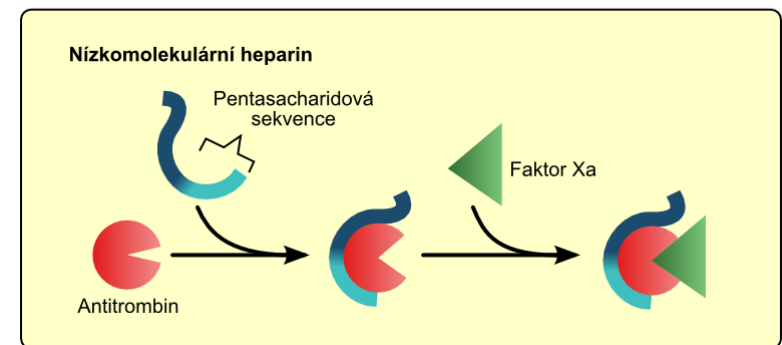 Nízkomolekulární heparin
Pentasacharidová
sekvence
Faktor Xa
Antitrombin